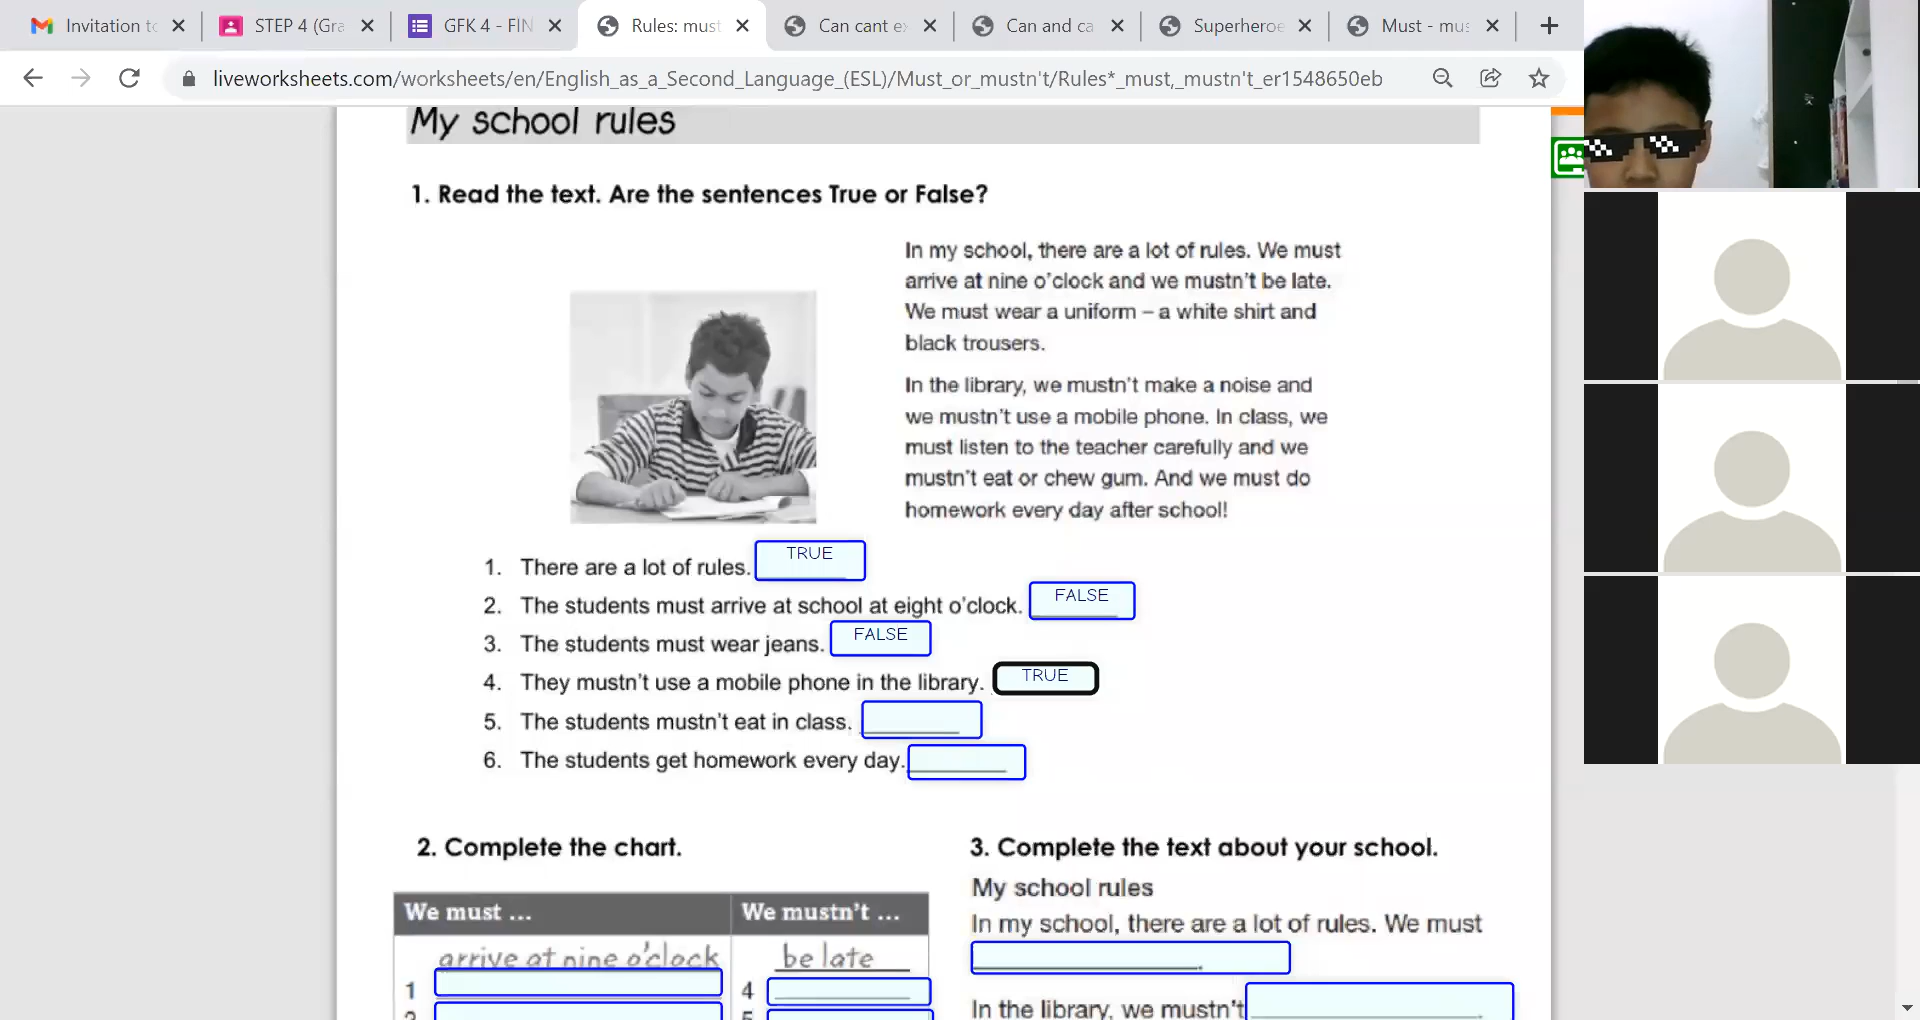 Invitation to
STEP 4 (Gra
GFK 4 - FIN
Rules: must
Can cant e
Can and ca
Superheroe
Must - mus
liveworksheets.com/worksheets/en/English_as_a_Second_Language_(ESL)/Must_or_mustn't/Rules*_must,_mustn't_er1548650eb
My school rules
1. Read the text. Are the sentences True or False?
In my school, there are a lot of rules. We must
arrive at nine o'clock and we mustn't be late.
We must wear a uniform – a white shirt and
black trousers.
In the library, we mustn't make a noise and
we mustn't use a mobile phone. In class, we
must listen to the teacher carefully and we
mustn't eat or chew gum. And we must do
homework every day after school!
1. There are a lot of rules. TRUE
2. The students must arrive at school at eight o'clock. FALSE
3. The students must wear jeans. FALSE
4. They mustn't use a mobile phone in the library. TRUE
5. The students mustn't eat in class.
6. The students get homework every day.
2. Complete the chart.
We must ... We mustn't ...
arrive at nine o'clock be late
1 4
2 5
3. Complete the text about your school.
My school rules
In my school, there are a lot of rules. We must
In the library, we mustn't